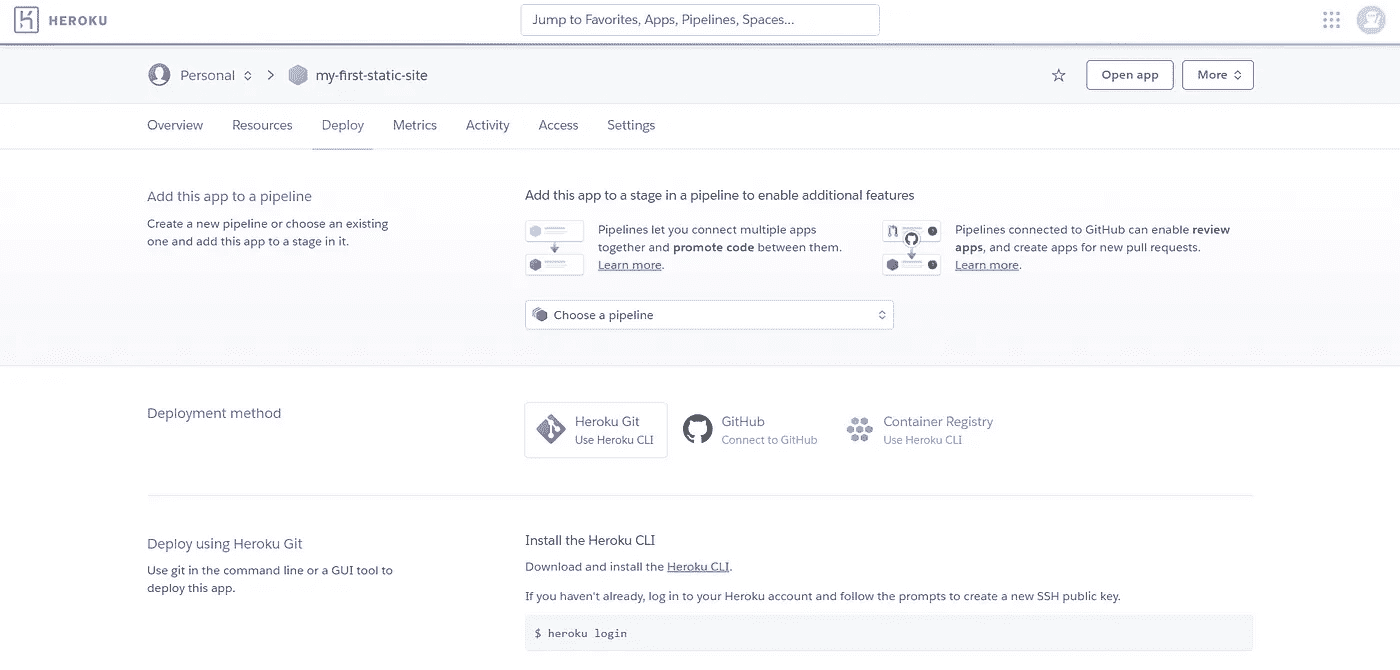 HEROKU
Jump to Favorites, Apps, Pipelines, Spaces...
Personal
my-first-static-site
Open app
More
Overview
Resources
Deploy
Metrics
Activity
Access
Settings
Add this app to a pipeline
Create a new pipeline or choose an existing
one and add this app to a stage in it.
Add this app to a stage in a pipeline to enable additional features
Pipelines let you connect multiple apps
together and promote code between them.
Learn more.
Pipelines connected to GitHub can enable review
apps, and create apps for new pull requests.
Learn more.
Choose a pipeline
Deployment method
Heroku Git
Use Heroku CLI
GitHub
Connect to GitHub
Container Registry
Use Heroku CLI
Deploy using Heroku Git
Use git in the command line or a GUI tool to
deploy this app.
Install the Heroku CLI
Download and install the Heroku CLI.
If you haven't already, log in to your Heroku account and follow the prompts to create a new SSH public key.
$ heroku login